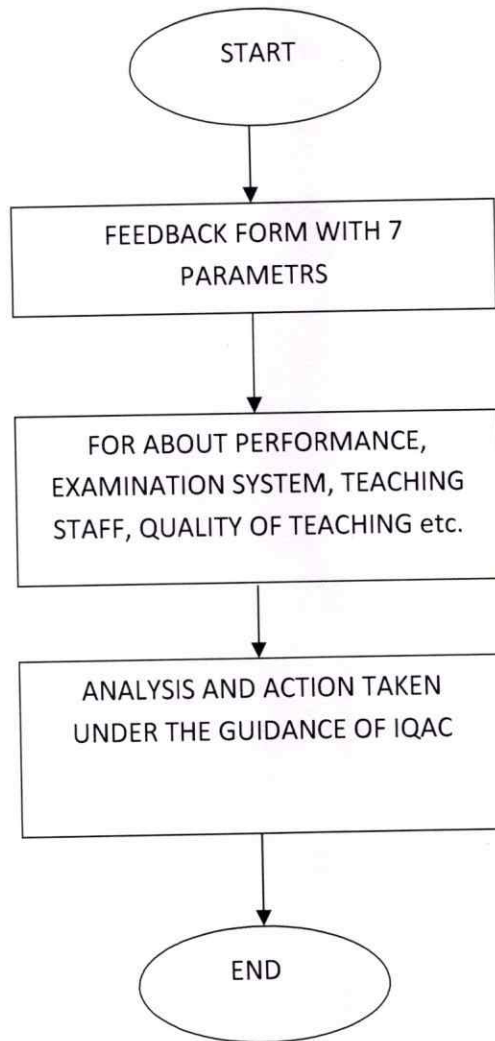 START
FEEDBACK FORM WITH 7
PARAMETRS
FOR ABOUT PERFORMANCE,
EXAMINATION SYSTEM, TEACHING
STAFF, QUALITY OF TEACHING etc.
ANALYSIS AND ACTION TAKEN
UNDER THE GUIDANCE OF IQAC
END